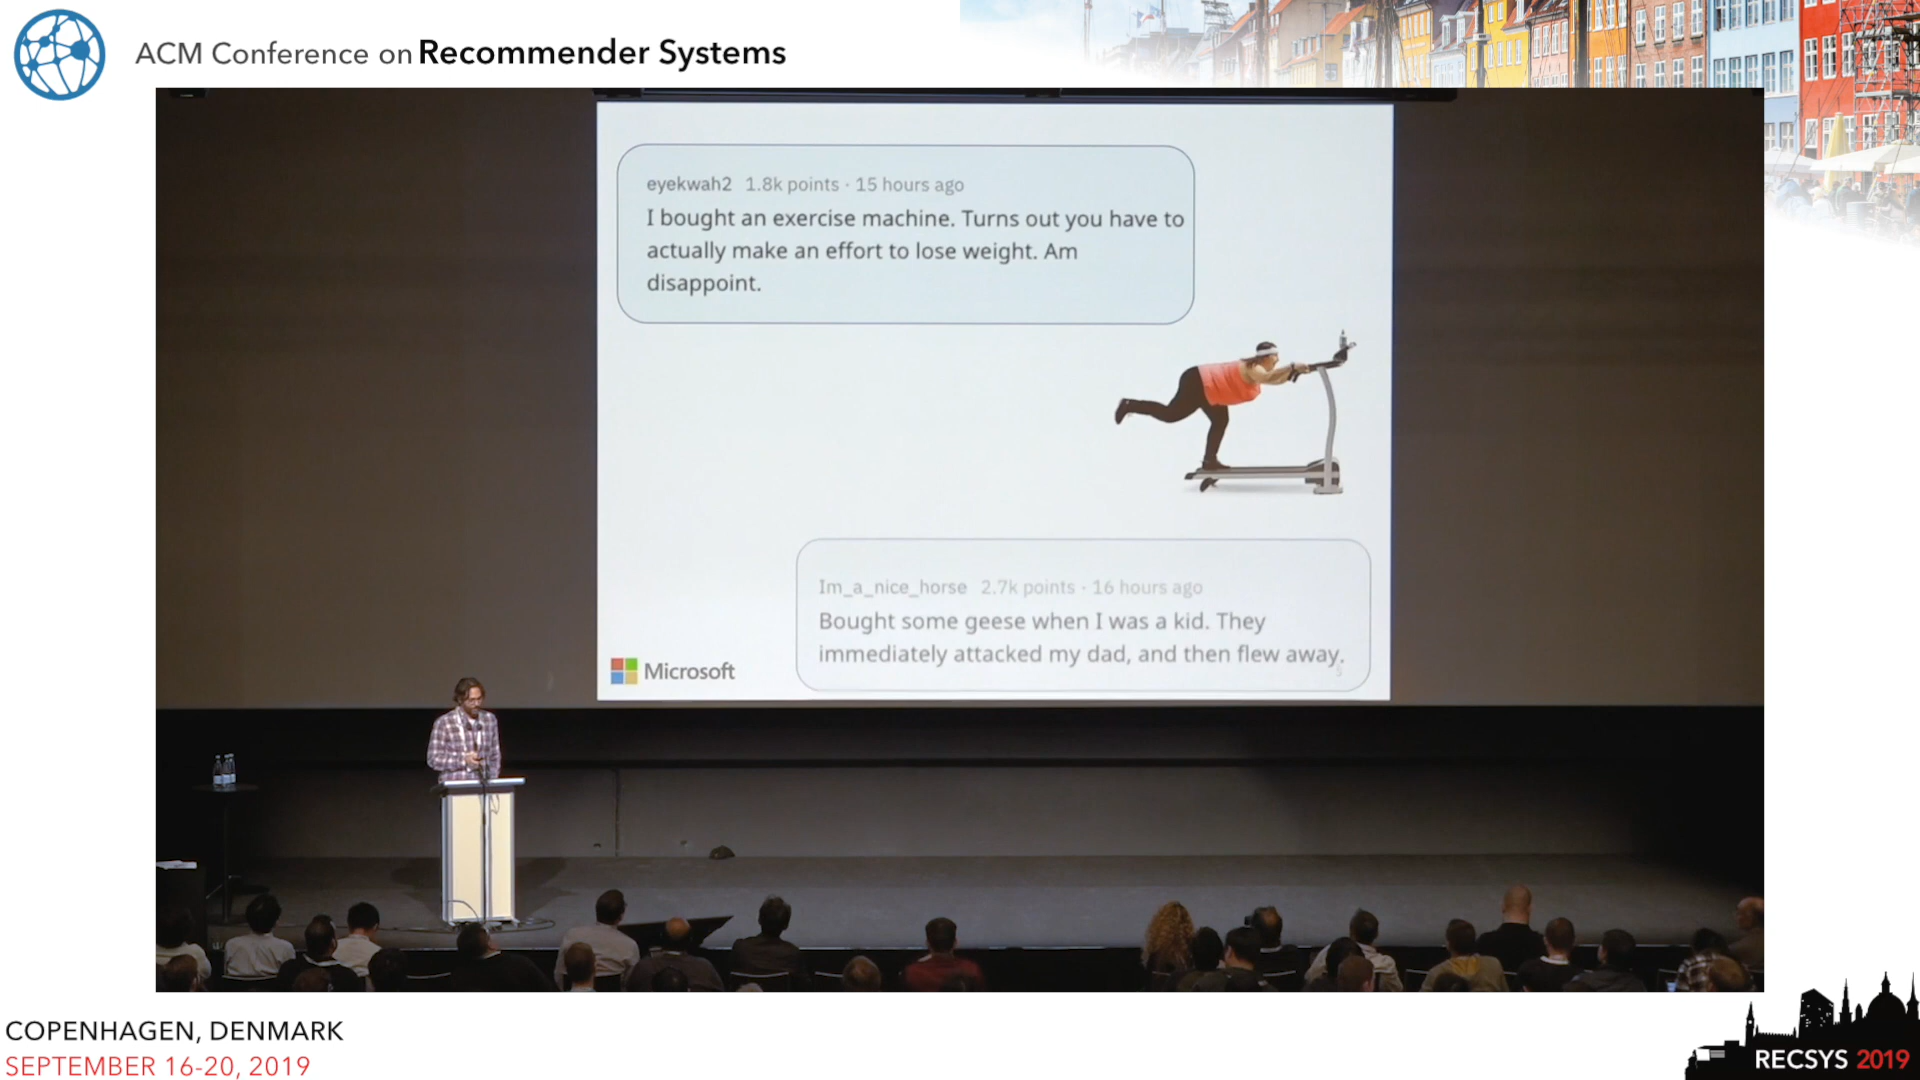 ACM Conference on Recommender Systems
eyekwah2 1.8k points · 15 hours ago
I bought an exercise machine. Turns out you have to
actually make an effort to lose weight. Am
disappoint.
Im_a_nice_horse 2.7k points · 16 hours ago
Bought some geese when I was a kid. They
immediately attacked my dad, and then flew away.
5
Microsoft
COPENHAGEN, DENMARK
SEPTEMBER 16-20, 2019
RECSYS 2019